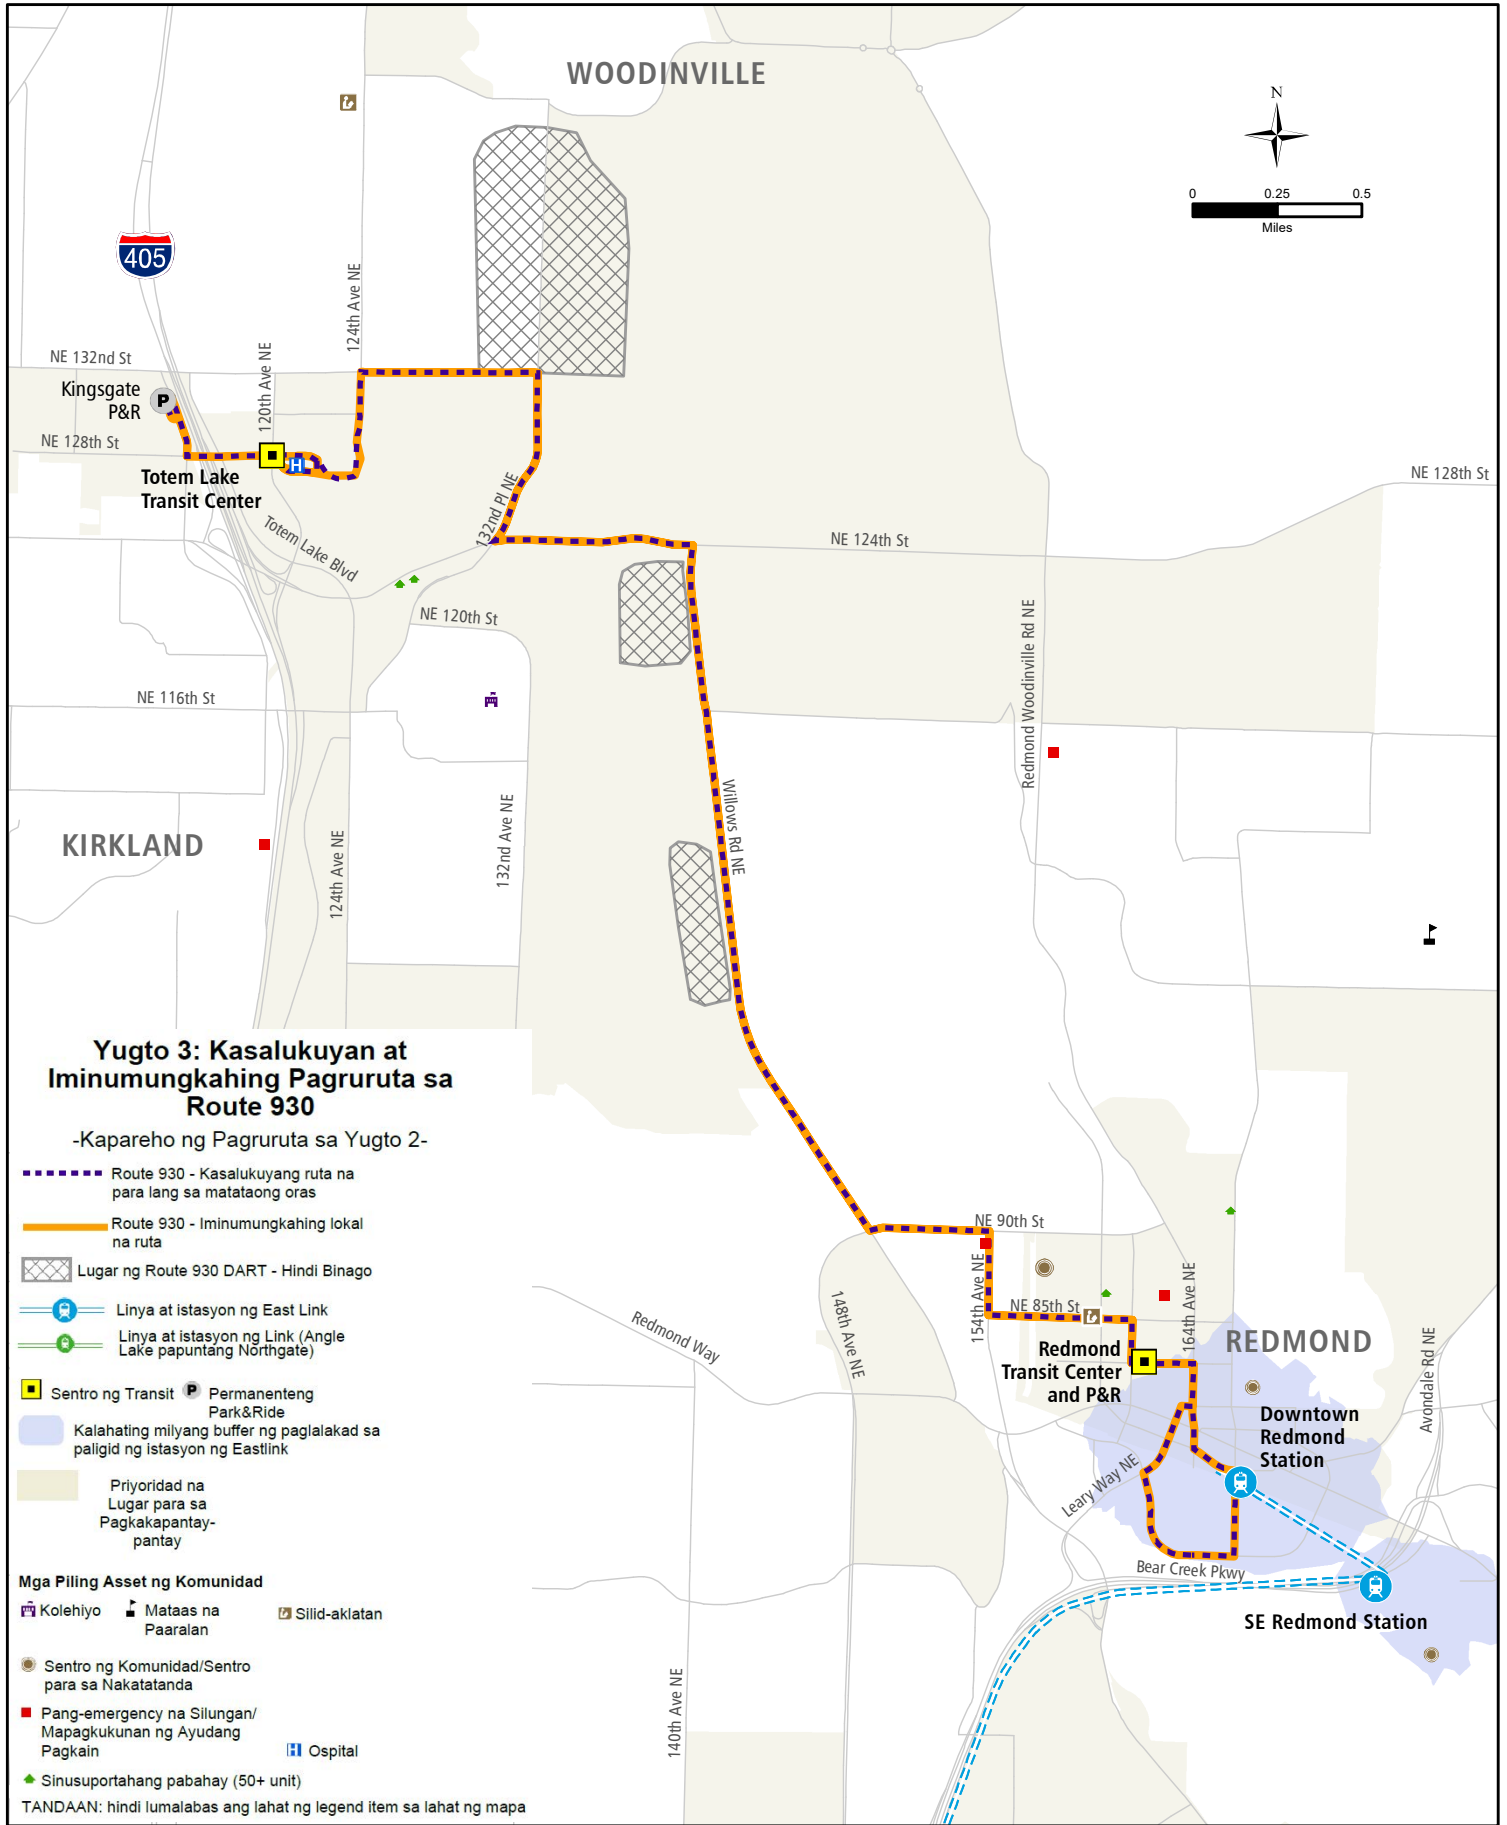 WOODINVILLE
N
0 0.25 0.5
Miles
405
124th Ave NE
NE 132nd St
120th Ave NE
Kingsgate
P&R
P
NE 128th St
H
Totem Lake
Transit Center
132nd Pl NE
NE 128th St
Totem Lake Blvd
NE 124th St
NE 120th St
Redmond Woodinville Rd NE
NE 116th St
Willows Rd NE
132nd Ave NE
KIRKLAND
124th Ave NE
NE 90th St
154th Ave NE
NE 85th St
164th Ave NE
148th Ave NE
Redmond Way
REDMOND
Avondale Rd NE
Redmond
Transit Center
and P&R
Downtown
Redmond
Station
Leary Way NE
Bear Creek Pkwy
SE Redmond Station
140th Ave NE
Yugto 3: Kasalukuyan at
Iminumungkahing Pagruruta sa
Route 930
-Kapareho ng Pagruruta sa Yugto 2-
Route 930 - Kasalukuyang ruta na
para lang sa matataong oras
Route 930 - Iminumungkahing lokal
na ruta
Lugar ng Route 930 DART - Hindi Binago
Linya at istasyon ng East Link
Linya at istasyon ng Link (Angle
Lake papuntang Northgate)
Sentro ng Transit
P Permanenteng
Park&Ride
Kalahating milyang buffer ng paglalakad sa
paligid ng istasyon ng Eastlink
Priyoridad na
Lugar para sa
Pagkakapantay-
pantay
Mga Piling Asset ng Komunidad
Kolehiyo
Mataas na
Paaralan
Silid-aklatan
Sentro ng Komunidad/Sentro
para sa Nakatatanda
Pang-emergency na Silungan/
Mapagkukunan ng Ayudang
Pagkain
H Ospital
Sinusuportahang pabahay (50+ unit)
TANDAAN: hindi lumalabas ang lahat ng legend item sa lahat ng mapa